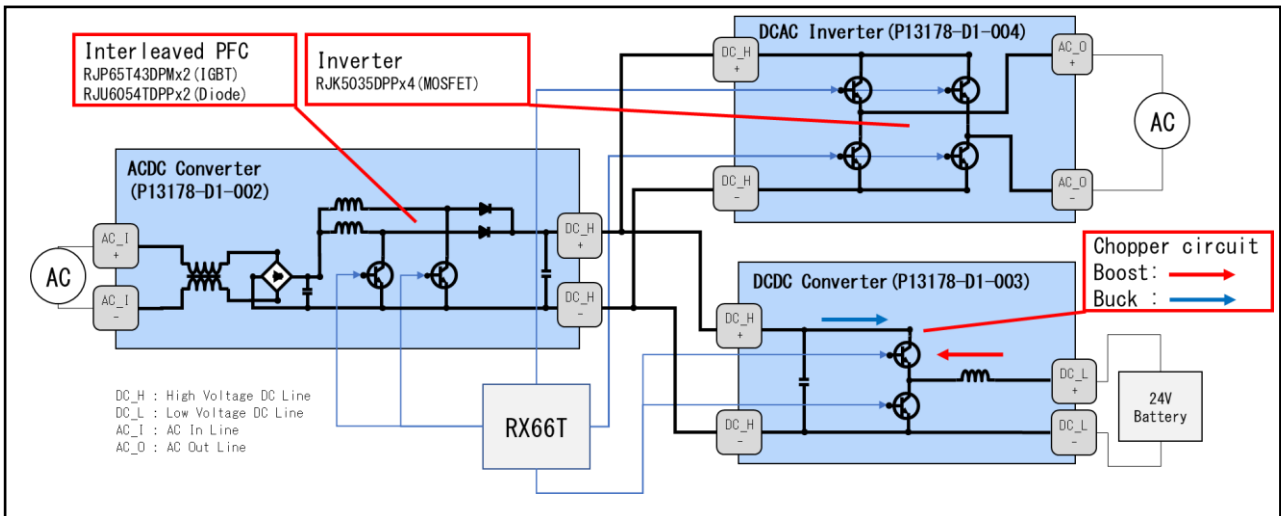 Interleaved PFC
RJP65T43DPMx2(IGBT)
RJU6054TDPPx2(Diode)
Inverter
RJK5035DPPx4(MOSFET)
DCAC Inverter(P13178-D1-004)
DC_H
+
DC_H
-
AC_O
+
AC_O
-
AC
ACDC Converter
(P13178-D1-002)
AC
AC_I
+
AC_I
-
DC_H
+
DC_H
-
Chopper circuit
Boost:
Buck :
DCDC Converter(P13178-D1-003)
DC_H
+
DC_H
-
DC_L
+
DC_L
-
24V
Battery
RX66T
DC_H : High Voltage DC Line
DC_L : Low Voltage DC Line
AC_I : AC In Line
AC_O : AC Out Line